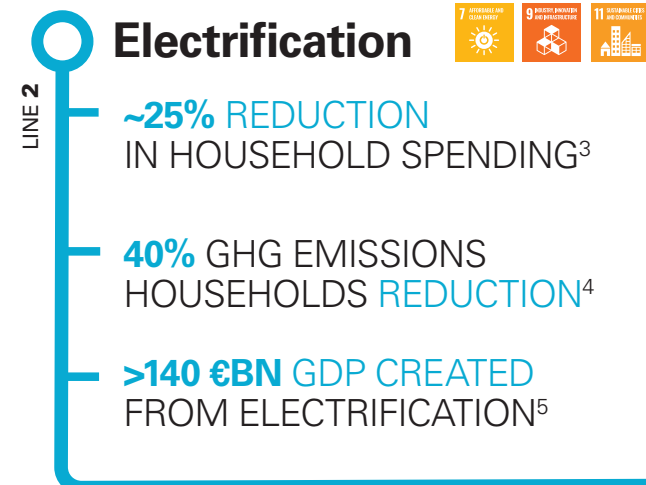 Electrification
7 AFFORDABLE AND
CLEAN ENERGY
9 INDUSTRY, INNOVATION
AND INFRASTRUCTURE
11 SUSTAINABLE CITIES
AND COMMUNITIES
LINE 2
~25% REDUCTION
IN HOUSEHOLD SPENDING³
40% GHG EMISSIONS
HOUSEHOLDS REDUCTION⁴
>140 €BN GDP CREATED
FROM ELECTRIFICATION⁵